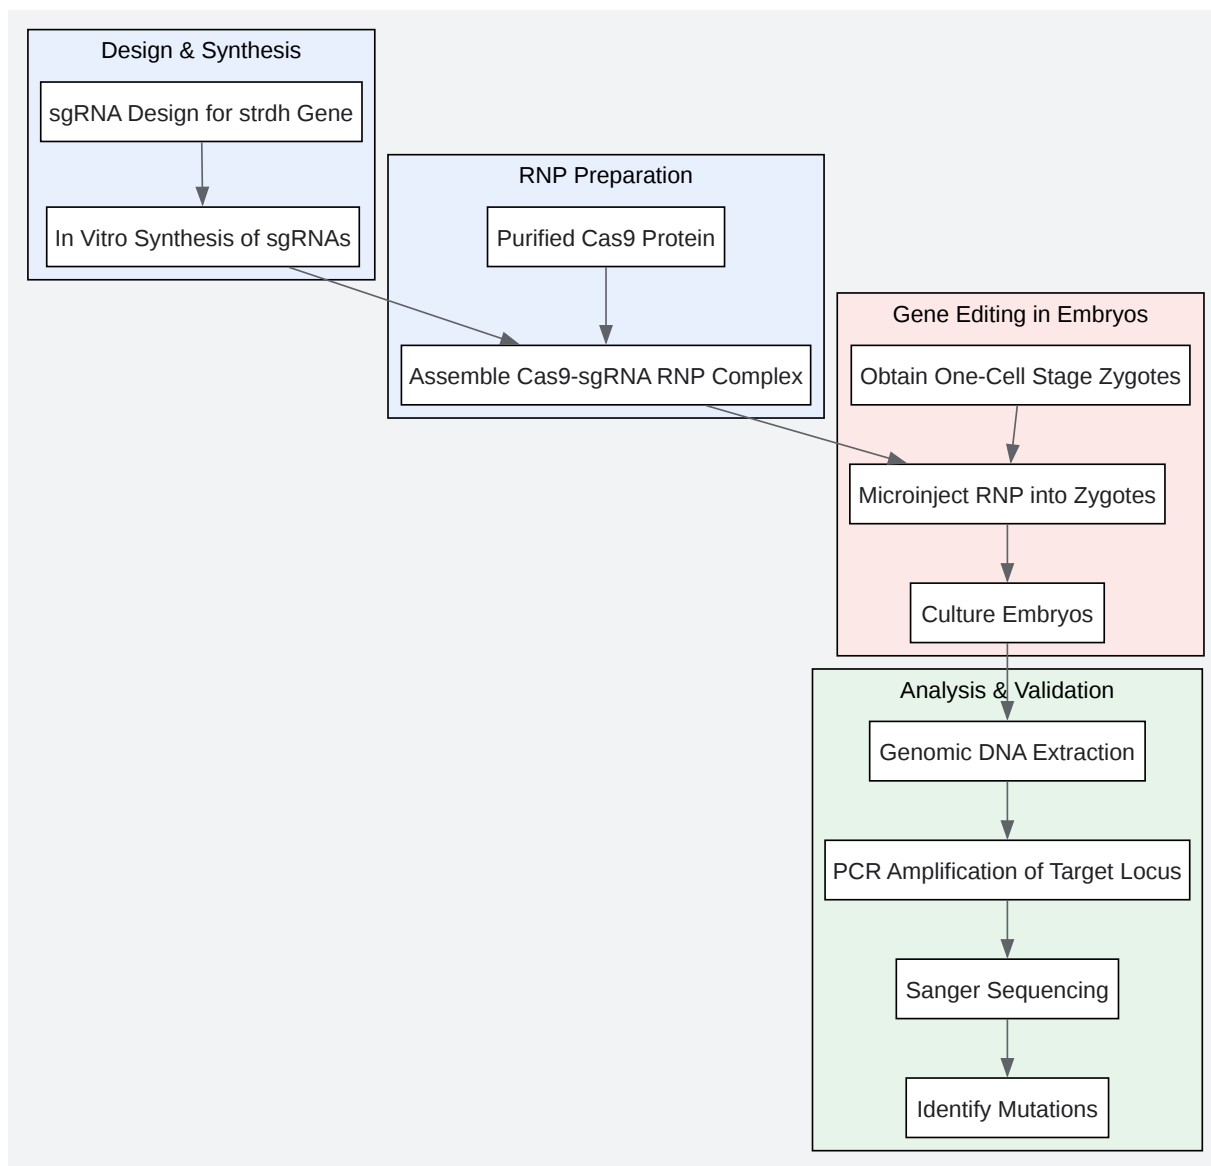 Design & Synthesis
sgRNA Design for strdh Gene
In Vitro Synthesis of sgRNAs
RNP Preparation
Purified Cas9 Protein
Assemble Cas9-sgRNA RNP Complex
Gene Editing in Embryos
Obtain One-Cell Stage Zygotes
Microinject RNP into Zygotes
Culture Embryos
Analysis & Validation
Genomic DNA Extraction
PCR Amplification of Target Locus
Sanger Sequencing
Identify Mutations